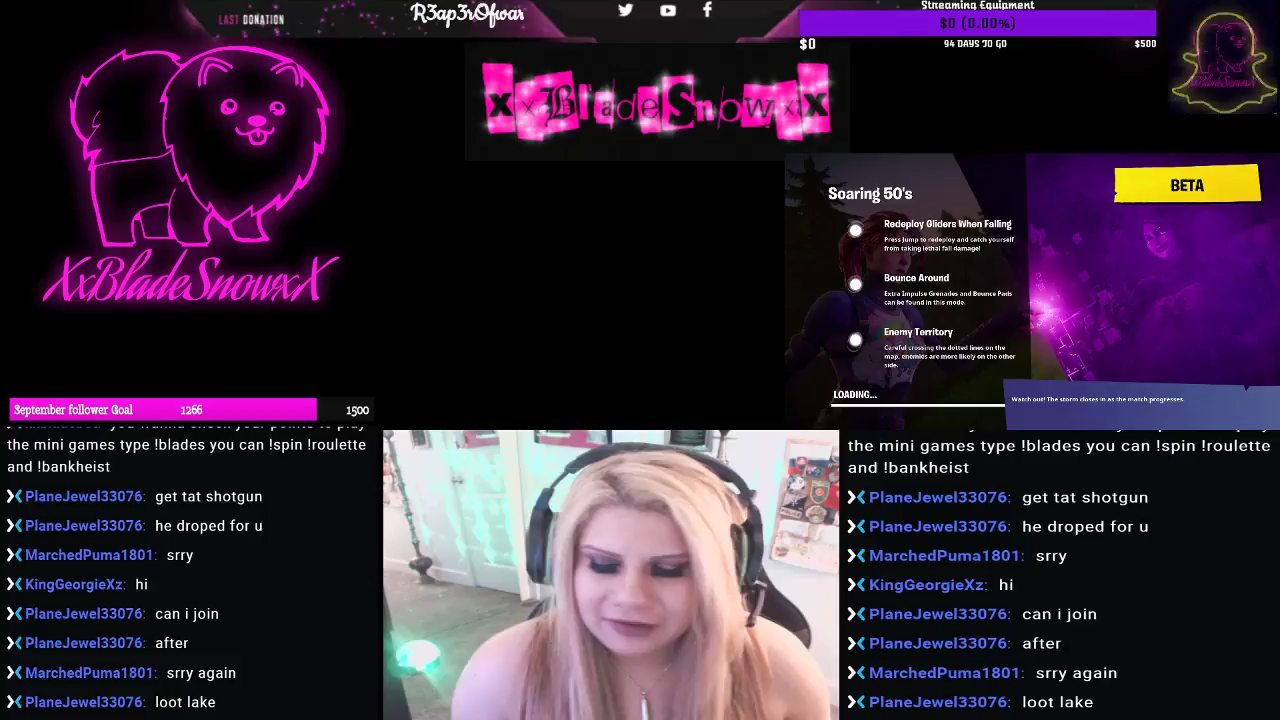 LAST DONATION
R3ap3rOfwar
Streaming Equipment
$0 (0.00%)
$0
94 DAYS TO GO
$500
XxBladeSnowxX
XxBladeSnowxX
Soaring 50's
Redeploy Gliders When Falling
Press Jump to redeploy and catch yourself
from taking lethal fall damage!
Bounce Around
Extra Impulse Grenades and Bounce Pads
can be found in this mode.
Enemy Territory
Careful crossing the dotted lines on the
map, enemies are more likely on the other
side.
LOADING...
BETA
Watch out! The storm closes in as the match progresses.
September follower Goal
1266
1500
the mini games type !blades you can !spin !roulette
and !bankheist
PlaneJewel33076: get tat shotgun
PlaneJewel33076: he droped for u
MarchedPuma1801: srry
KingGeorgieXz: hi
PlaneJewel33076: can i join
PlaneJewel33076: after
MarchedPuma1801: srry again
PlaneJewel33076: loot lake
the mini games type !blades you can !spin !roulette
and !bankheist
PlaneJewel33076: get tat shotgun
PlaneJewel33076: he droped for u
MarchedPuma1801: srry
KingGeorgieXz: hi
PlaneJewel33076: can i join
PlaneJewel33076: after
MarchedPuma1801: srry again
PlaneJewel33076: loot lake